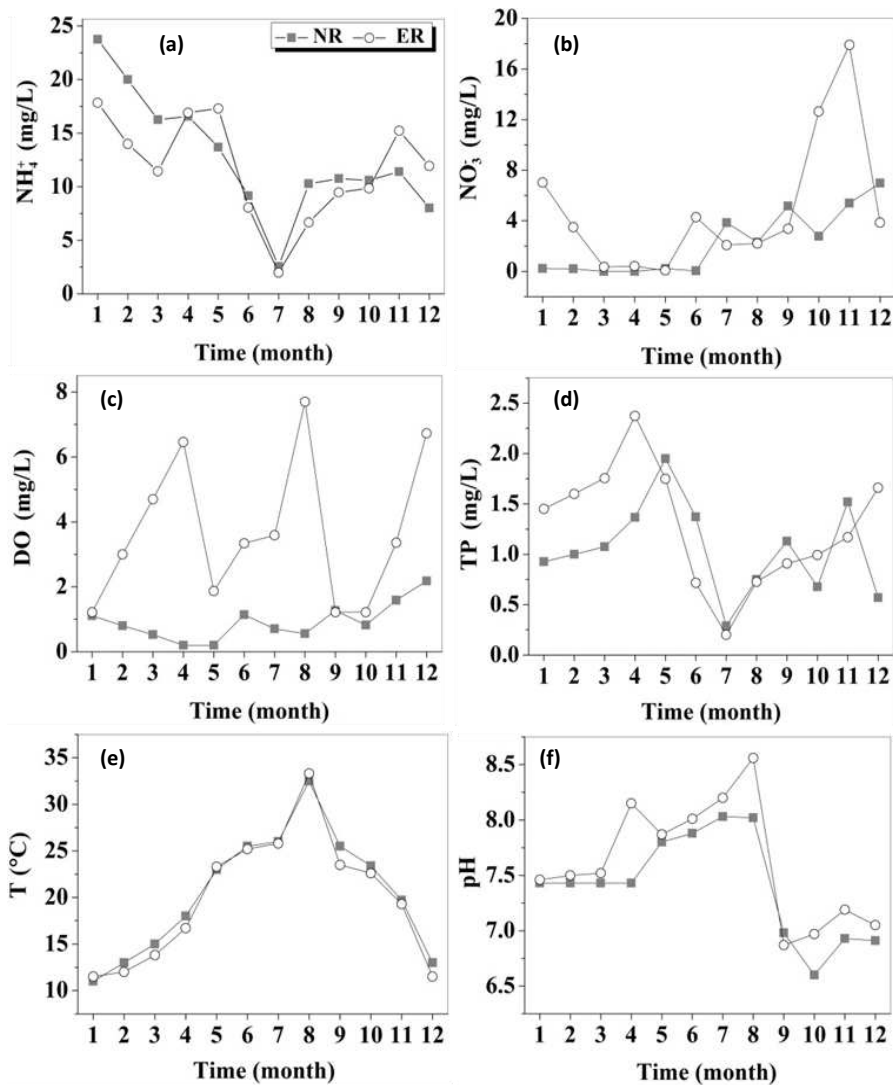 (a)
NR ER
25
20
15
10
5
0
NH₄⁺ (mg/L)
1 2 3 4 5 6 7 8 9 10 11 12
Time (month)
(b)
20
16
12
8
4
0
NO₃⁻ (mg/L)
1 2 3 4 5 6 7 8 9 10 11 12
Time (month)
(c)
8
6
4
2
0
DO (mg/L)
1 2 3 4 5 6 7 8 9 10 11 12
Time (month)
(d)
2.5
2.0
1.5
1.0
0.5
0.0
TP (mg/L)
1 2 3 4 5 6 7 8 9 10 11 12
Time (month)
(e)
35
30
25
20
15
10
T (°C)
1 2 3 4 5 6 7 8 9 10 11 12
Time (month)
(f)
8.5
8.0
7.5
7.0
6.5
pH
1 2 3 4 5 6 7 8 9 10 11 12
Time (month)